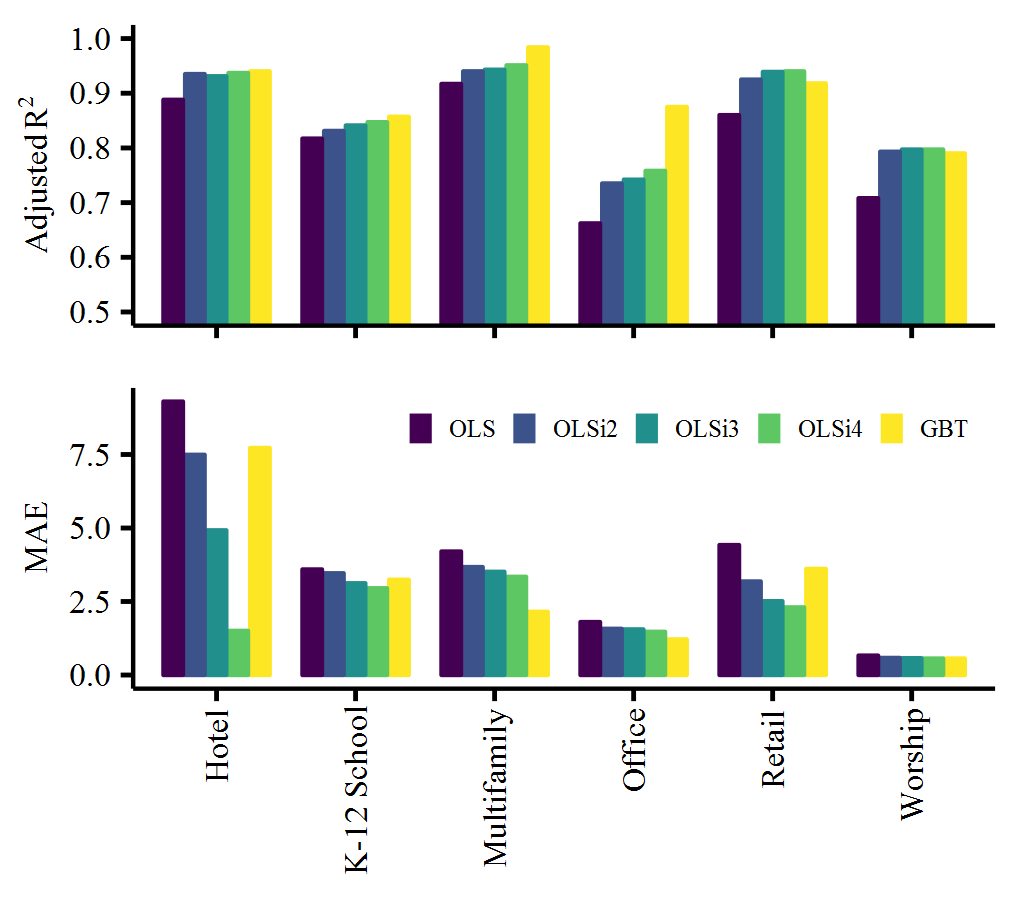 Adjusted R²
1.0
0.9
0.8
0.7
0.6
0.5
MAE
7.5
5.0
2.5
0.0
OLS OLSi2 OLSi3 OLSi4 GBT
Hotel
K-12 School
Multifamily
Office
Retail
Worship